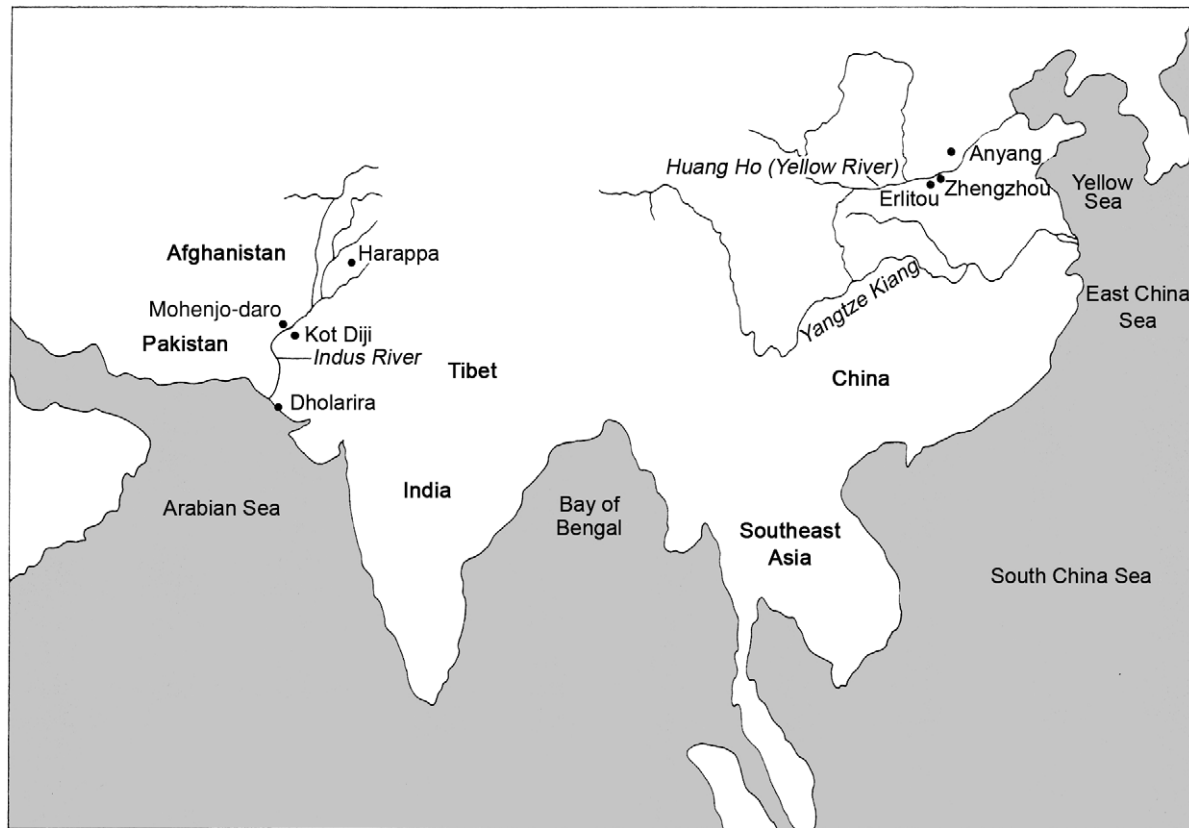 Anyang
Huang Ho (Yellow River)
Zhengzhou
Erlitou
Yellow
Sea
Afghanistan
Harappa
Mohenjo-daro
Kot Diji
Pakistan
Indus River
Yangtze Kiang
East China
Sea
Tibet
China
Dholarira
India
Arabian Sea
Bay of
Bengal
Southeast
Asia
South China Sea